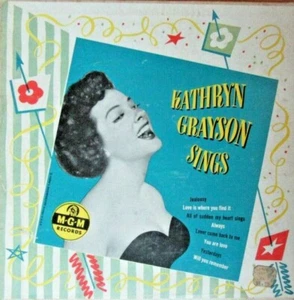 KATHRYN
GRAYSON
SINGS
Jealousy
Love is where you find it
All of sudden my heart sings
Always
Lover come back to me
You are love
Yesterdays
Will you remember
M-G-M
RECORDS